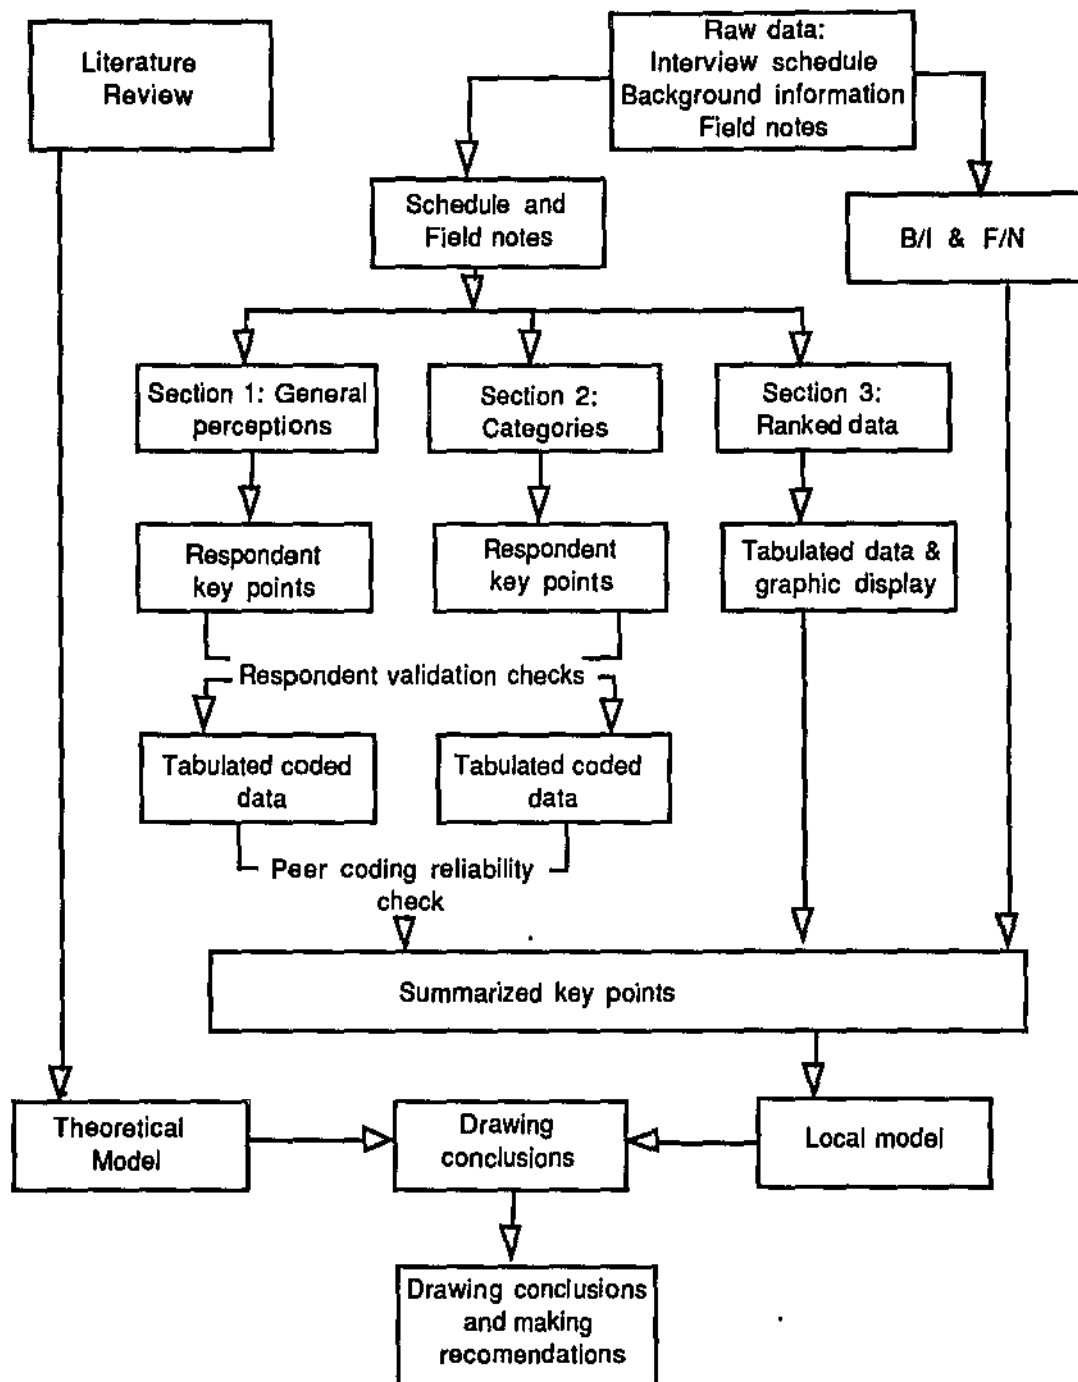 Literature
Review
Raw data:
Interview schedule
Background information
Field notes
Schedule and
Field notes
B/I & F/N
Section 1: General
perceptions
Section 2:
Categories
Section 3:
Ranked data
Respondent
key points
Respondent
key points
Tabulated data &
graphic display
Respondent validation checks
Tabulated coded
data
Tabulated coded
data
Peer coding reliability
check
Summarized key points
Theoretical
Model
Drawing
conclusions
Local model
Drawing conclusions
and making
recomendations